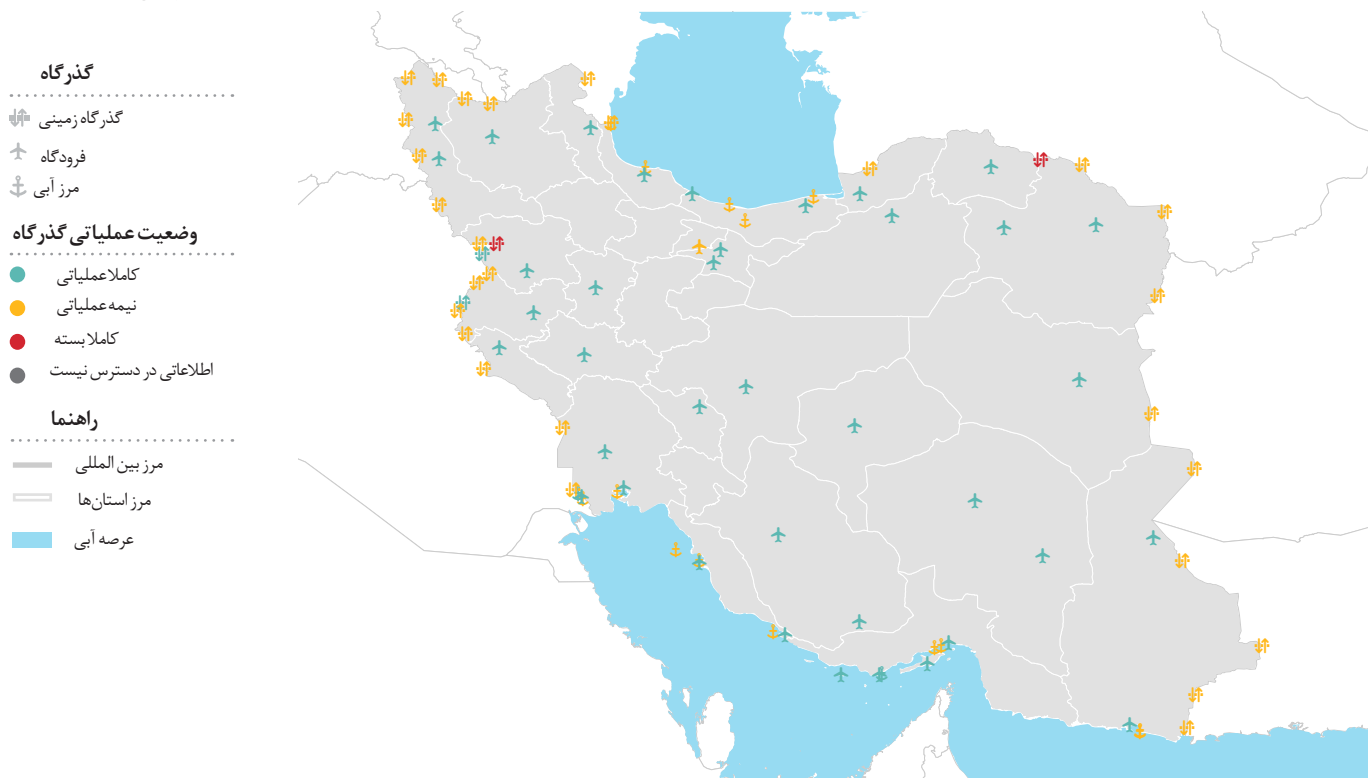 گذرگاه
گذرگاه زمینی
فرودگاه
مرز آبی
وضعیت عملیاتی گذرگاه
کاملا عملیاتی
نیمه عملیاتی
کاملا بسته
اطلاعاتی در دسترس نیست
راهنما
مرز بین المللی
مرز استان‌ها
عرصه آبی